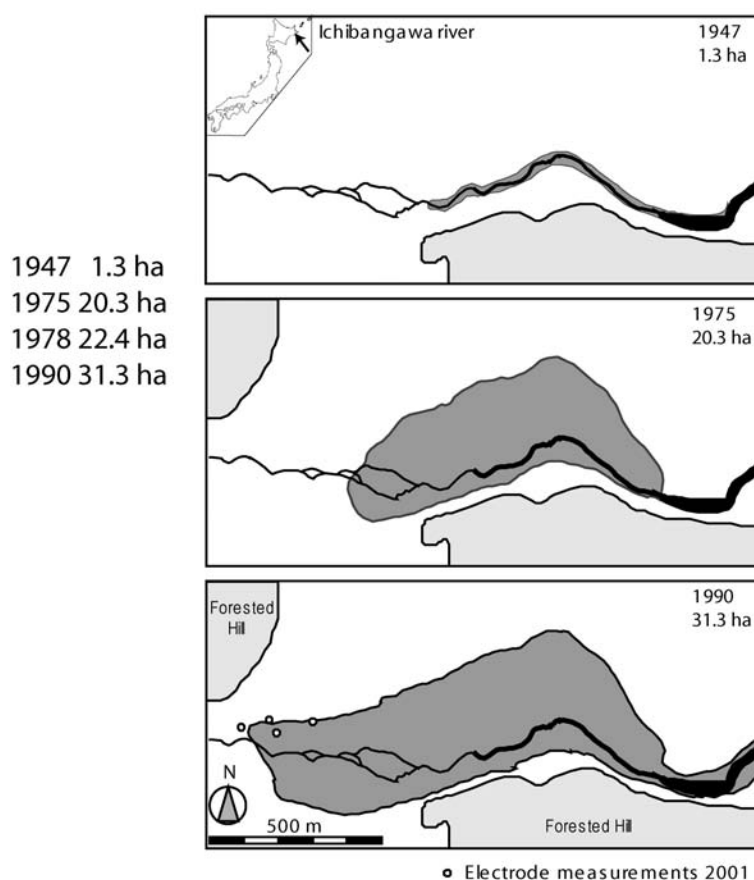 Ichibangawa river
1947
1.3 ha
1947 1.3 ha
1975 20.3 ha
1978 22.4 ha
1990 31.3 ha
1975
20.3 ha
1990
31.3 ha
Forested
Hill
N
500 m
Forested Hill
Electrode measurements 2001